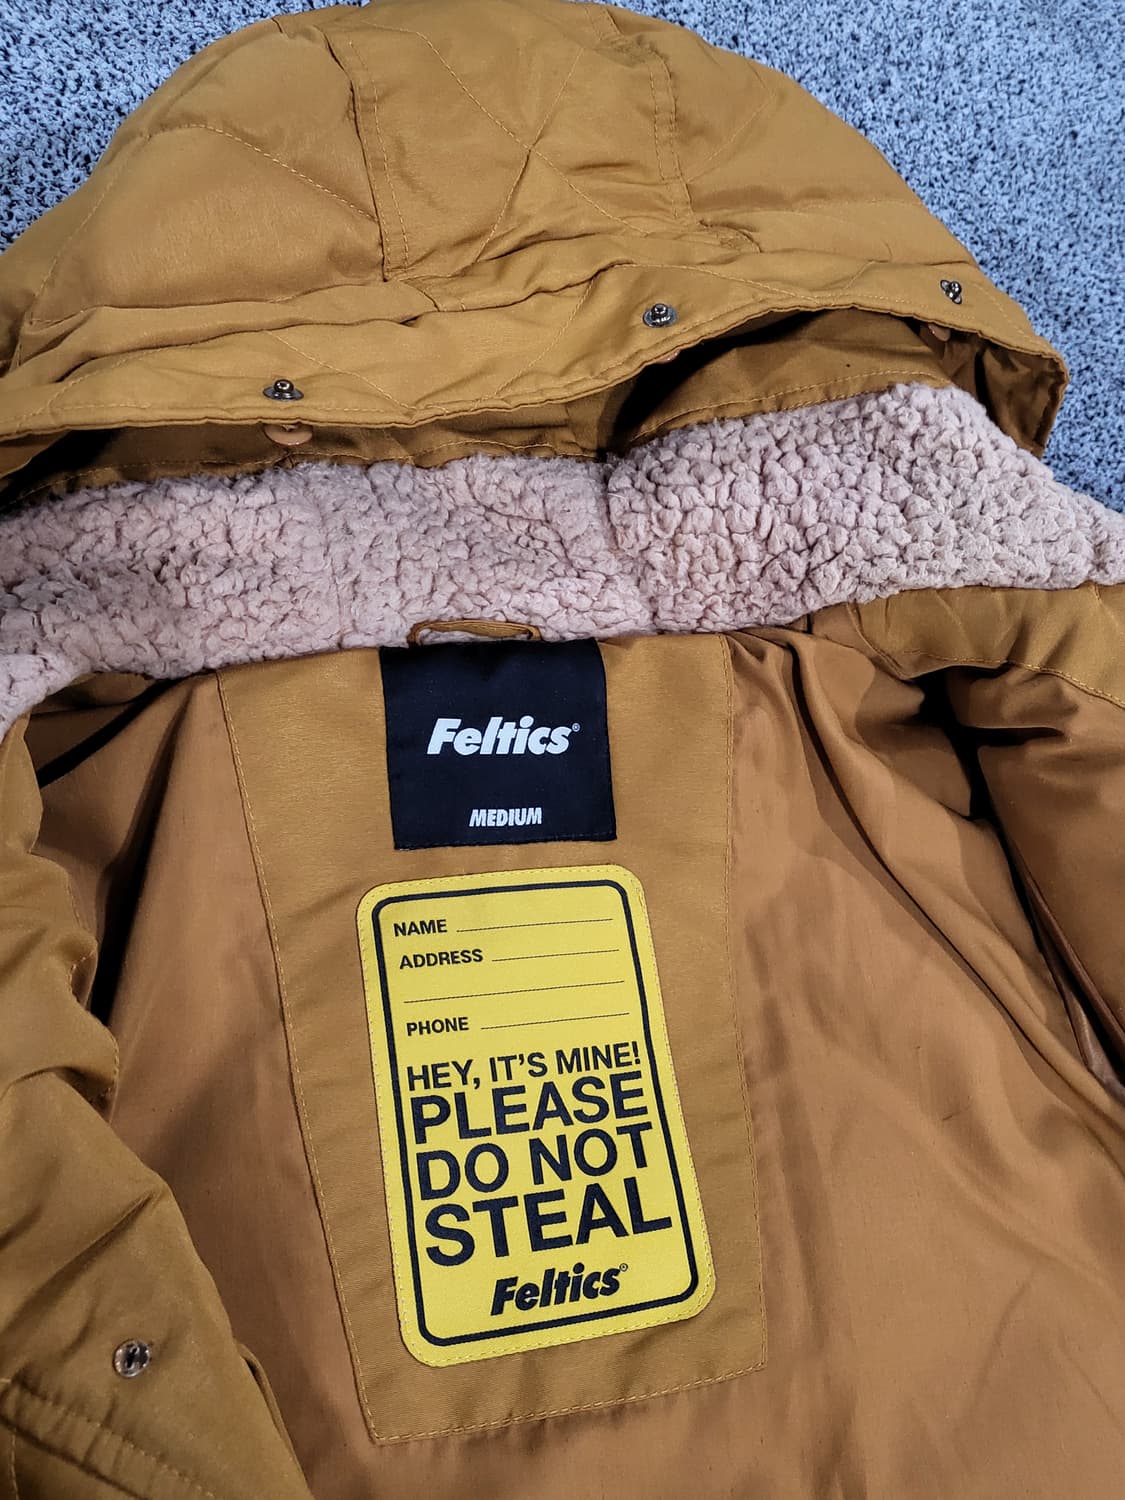 Feltics®
MEDIUM
NAME
ADDRESS
PHONE
HEY, IT'S MINE!
PLEASE
DO NOT
STEAL
Feltics®